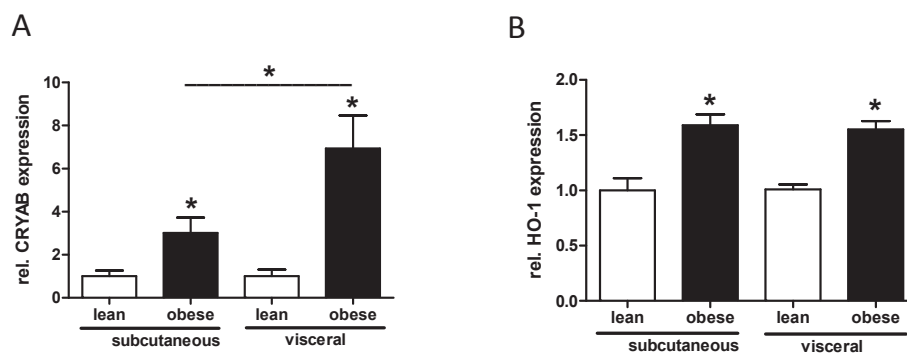 A
rel. CRYAB expression
10
8
6
4
2
0
*
*
*
lean
obese
lean
obese
subcutaneous
visceral
B
rel. HO-1 expression
2.0
1.5
1.0
0.5
0.0
*
*
lean
obese
lean
obese
subcutaneous
visceral